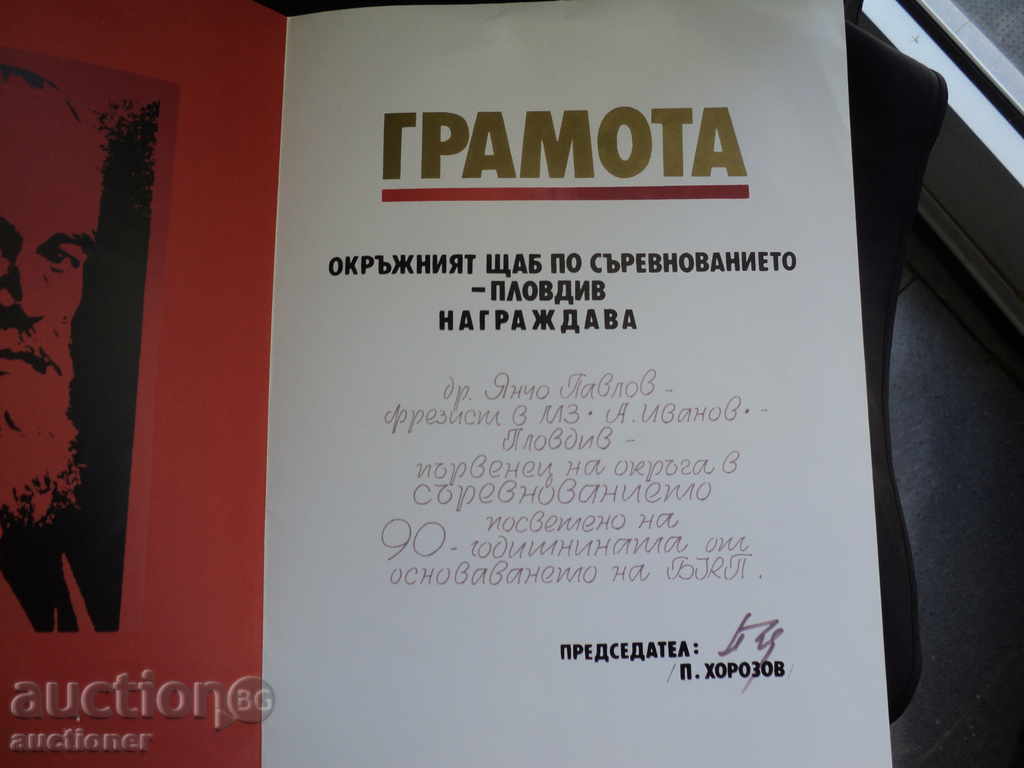 ГРАМОТА
ОКРЪЖНИЯТ ЩАБ ПО СЪРЕВНОВАНИЕТО
-ПЛОВДИВ
НАГРАЖДАВА
др. Янчо Павлов -
фрезист в МЗ • А. Иванов • -
Пловдив -
първенец на окръга в
съревнованието
посветено на
90 - годишнината от
основаването на БКП.
ПРЕДСЕДАТЕЛ:
/П. ХОРОЗОВ/
auction BG
auctioner